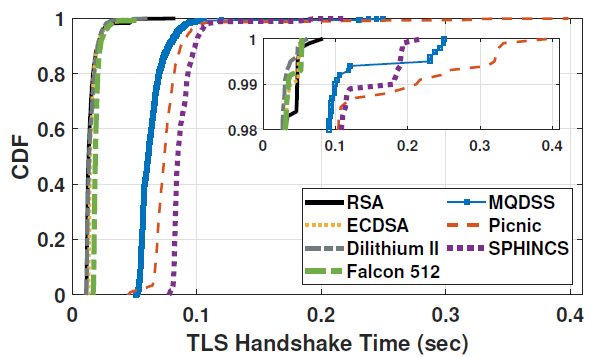 1
0.8
0.6
0.4
0.2
0
CDF
0 0.1 0.2 0.3 0.4
TLS Handshake Time (sec)
1
0.99
0.98
0 0.1 0.2 0.3 0.4
RSA MQDSS
ECDSA Picnic
Dilithium II SPHINCS
Falcon 512